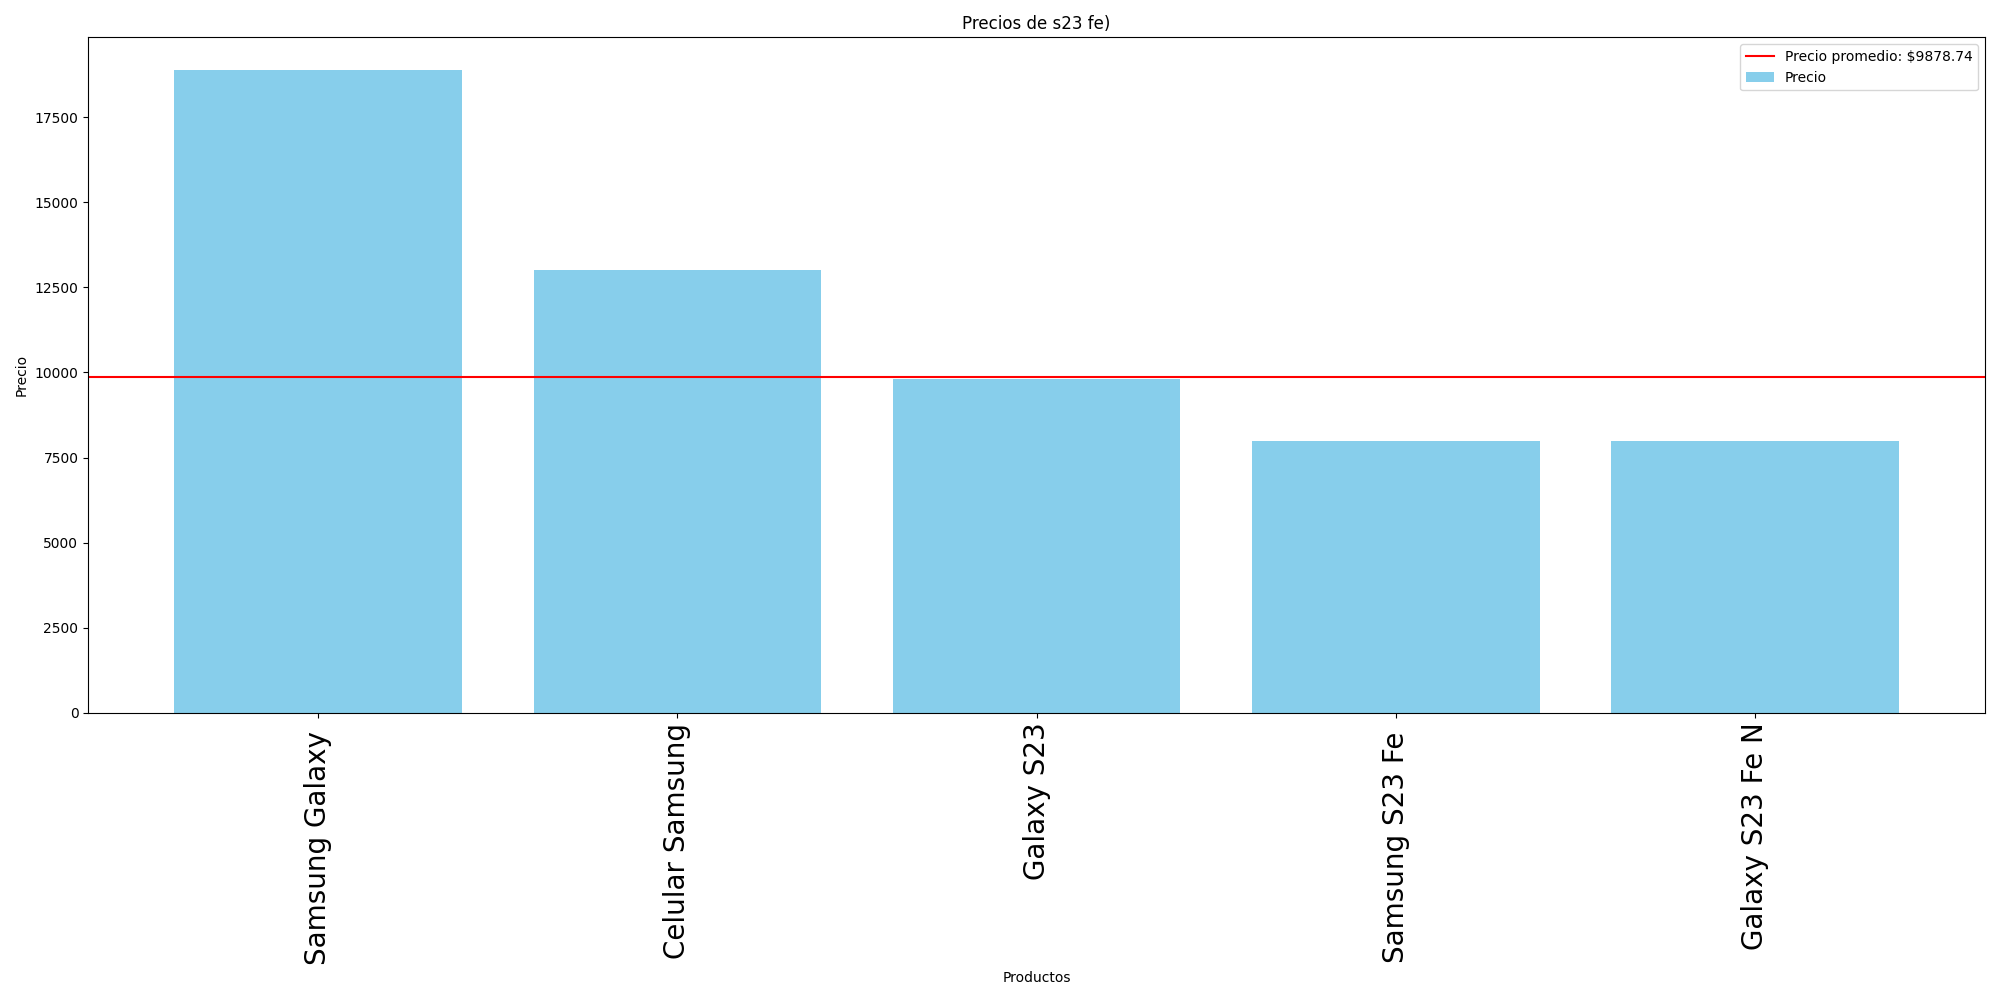 Precios de s23 fe)
Precio promedio: $9878.74
Precio
17500
15000
12500
10000
7500
5000
2500
0
Precio
Samsung Galaxy
Celular Samsung
Galaxy S23
Samsung S23 Fe
Galaxy S23 Fe N
Productos